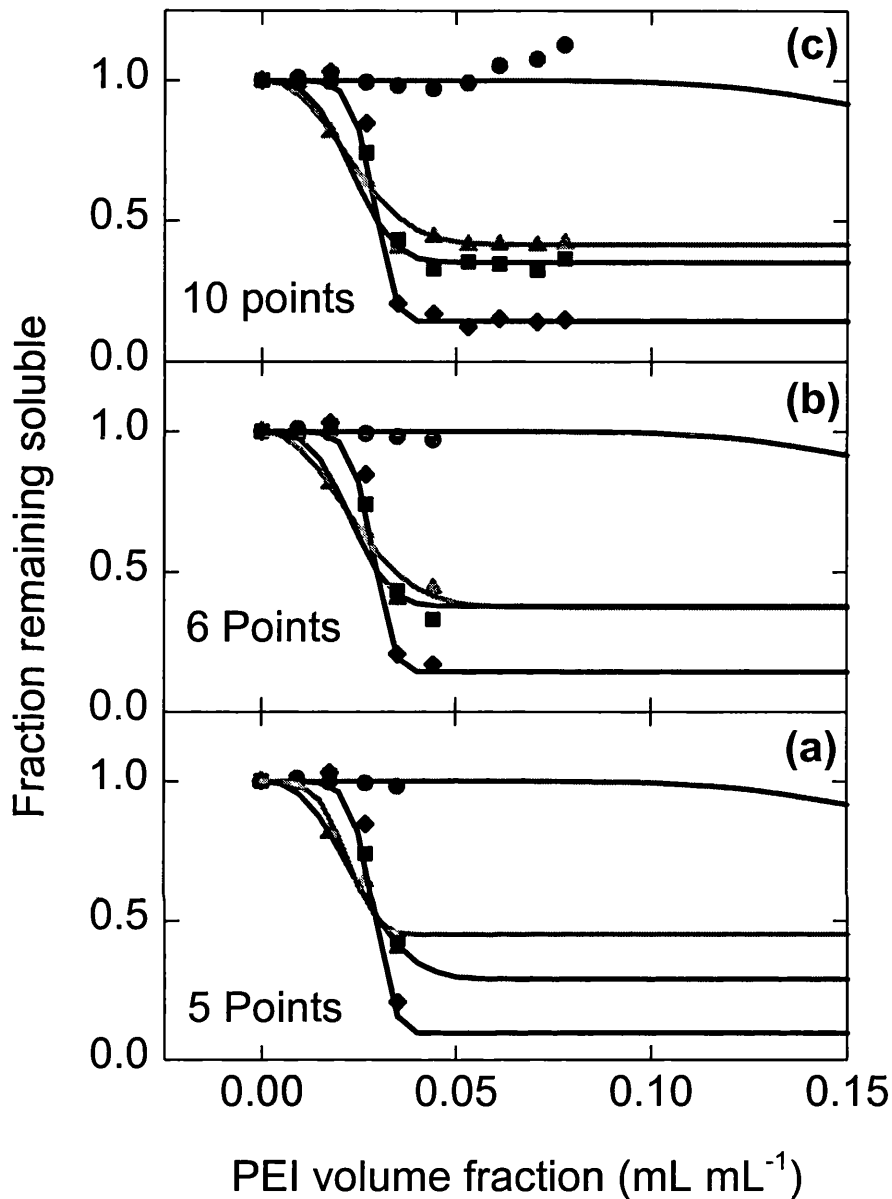 (c)
1.0
0.5
10 points
0.0
(b)
1.0
0.5
6 Points
0.0
(a)
1.0
0.5
5 Points
0.0
0.00 0.05 0.10 0.15
PEI volume fraction (mL mL⁻¹)
Fraction remaining soluble